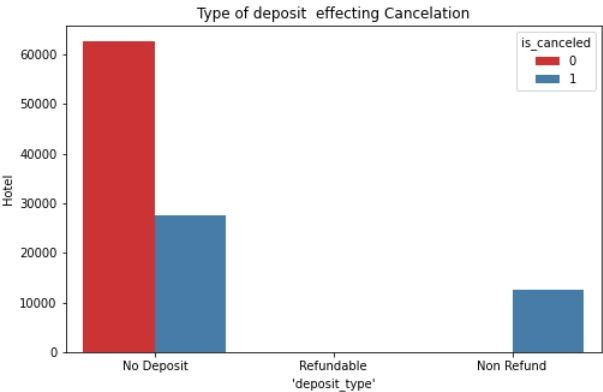 Type of deposit  effecting Cancelation
is_canceled
0
1
Hotel
60000
50000
40000
30000
20000
10000
0
No Deposit
Refundable
Non Refund
'deposit_type'